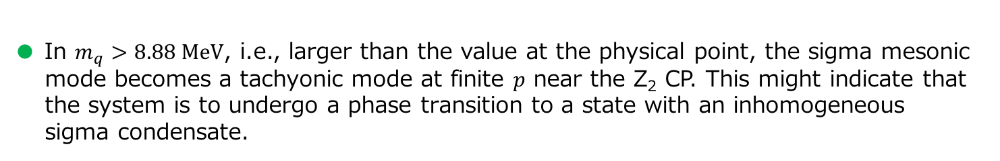 In m_q > 8.88 MeV, i.e., larger than the value at the physical point, the sigma mesonic
mode becomes a tachyonic mode at finite p near the Z₂ CP. This might indicate that
the system is to undergo a phase transition to a state with an inhomogeneous
sigma condensate.